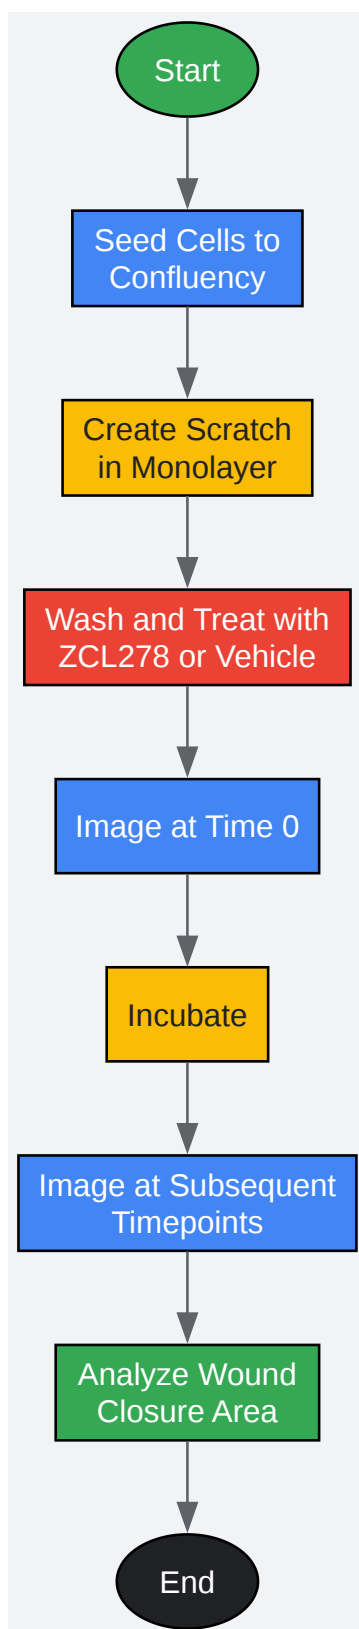 Start
Seed Cells to
Confluency
Create Scratch
in Monolayer
Wash and Treat with
ZCL278 or Vehicle
Image at Time 0
Incubate
Image at Subsequent
Timepoints
Analyze Wound
Closure Area
End